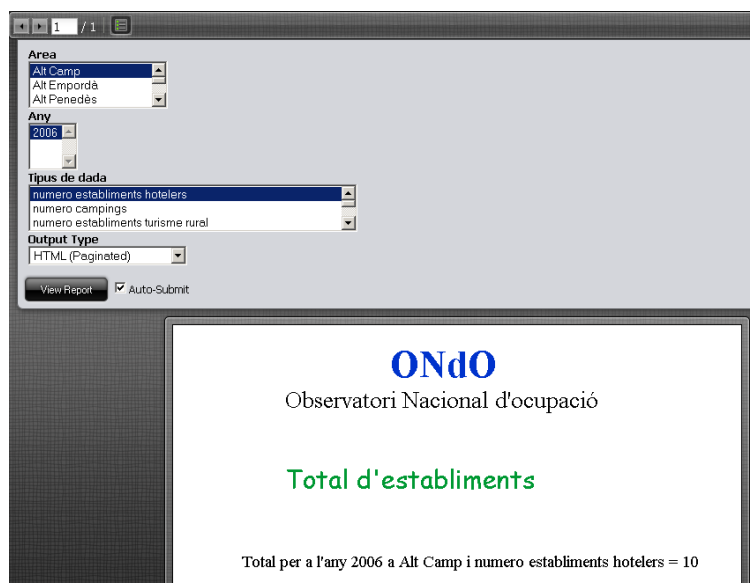 1 / 1
Area
Alt Camp
Alt Empordà
Alt Penedès
Any
2006
Tipus de dada
numero establiments hotelers
numero campings
numero establiments turisme rural
Output Type
HTML (Paginated)
View Report Auto-Submit
ONdO
Observatori Nacional d'ocupació
Total d'establiments
Total per a l'any 2006 a Alt Camp i numero establiments hotelers = 10